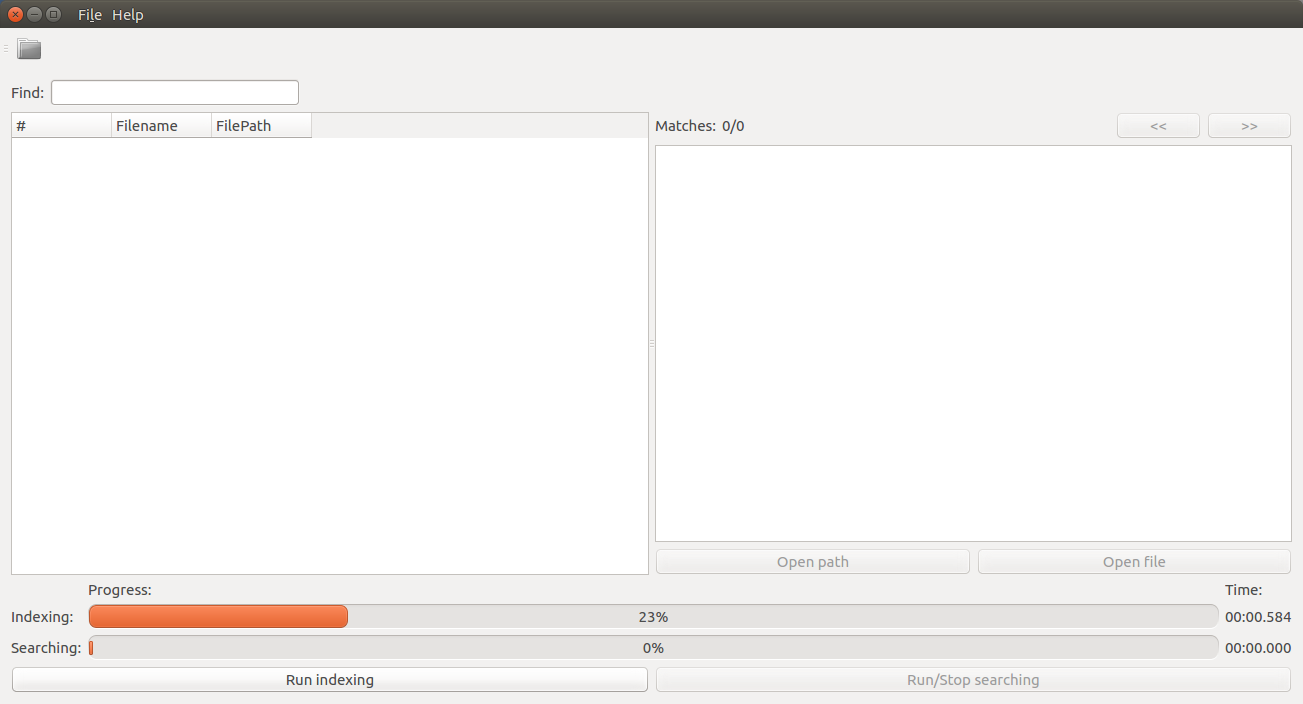 File Help
Find:
# Filename FilePath
Matches: 0/0 << >>
Open path Open file
Progress: Time:
Indexing: 23% 00:00.584
Searching: 0% 00:00.000
Run indexing Run/Stop searching